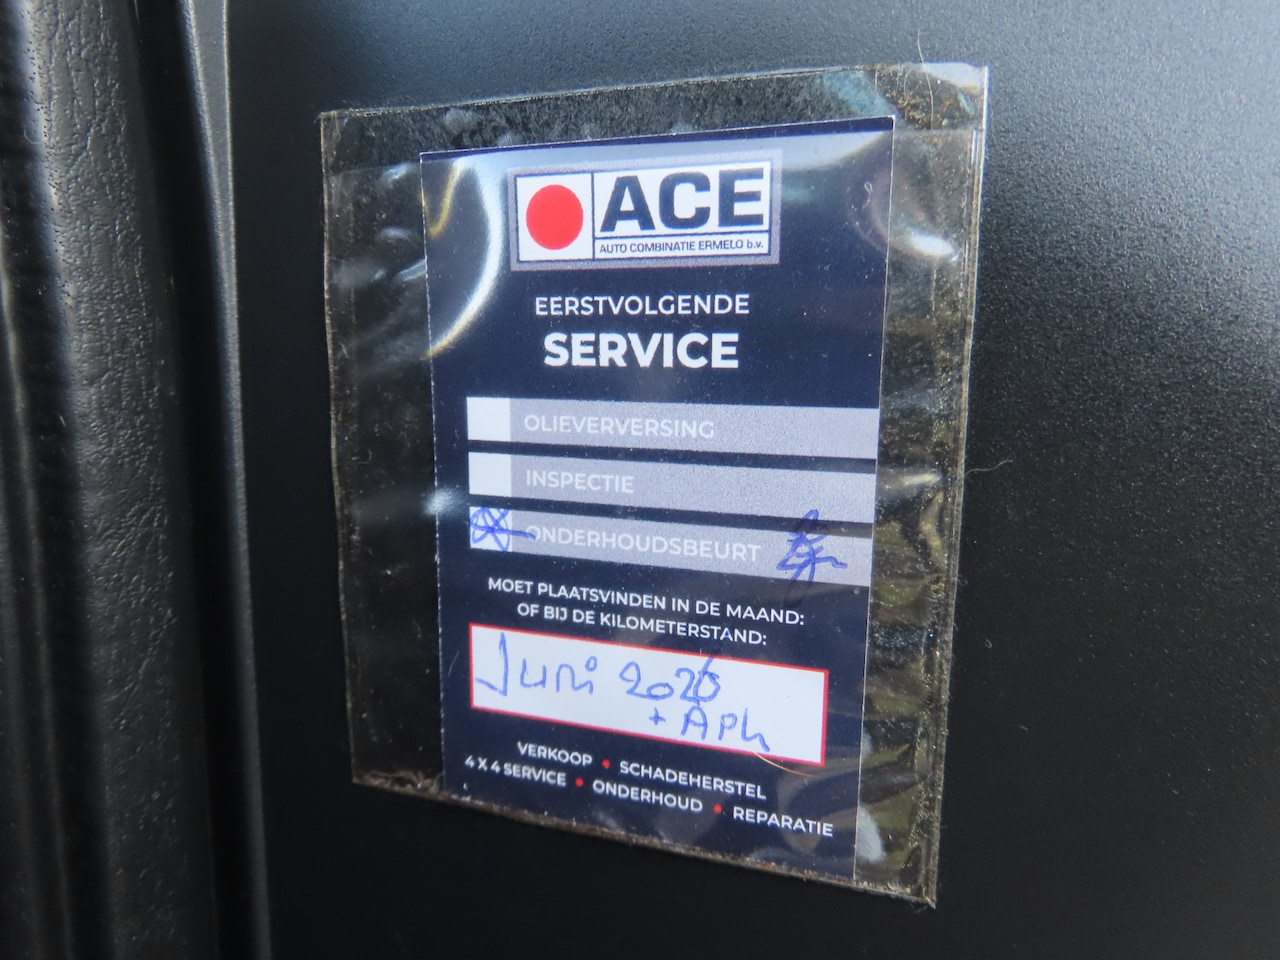 ACE
AUTO COMBINATIE ERMELO b.v.
EERSTVOLGENDE
SERVICE
OLIEVERVERSING
INSPECTIE
ONDERHOUDSBEURT
MOET PLAATSVINDEN IN DE MAAND:
OF BIJ DE KILOMETERSTAND:
Juni 2026
+ APK
VERKOOP • SCHADEHERSTEL
4 X 4 SERVICE • ONDERHOUD • REPARATIE